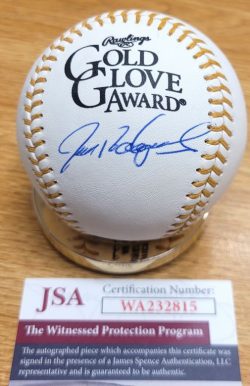 Rawlings
GOLD
GLOVE
AWARD®
JSA
Certification Number:
WA232815
The Witnessed Protection Program
The autographed piece which accompanies this certificate was
signed in the presence of a James Spence Authentication, LLC
representative and is guaranteed to be authentic.